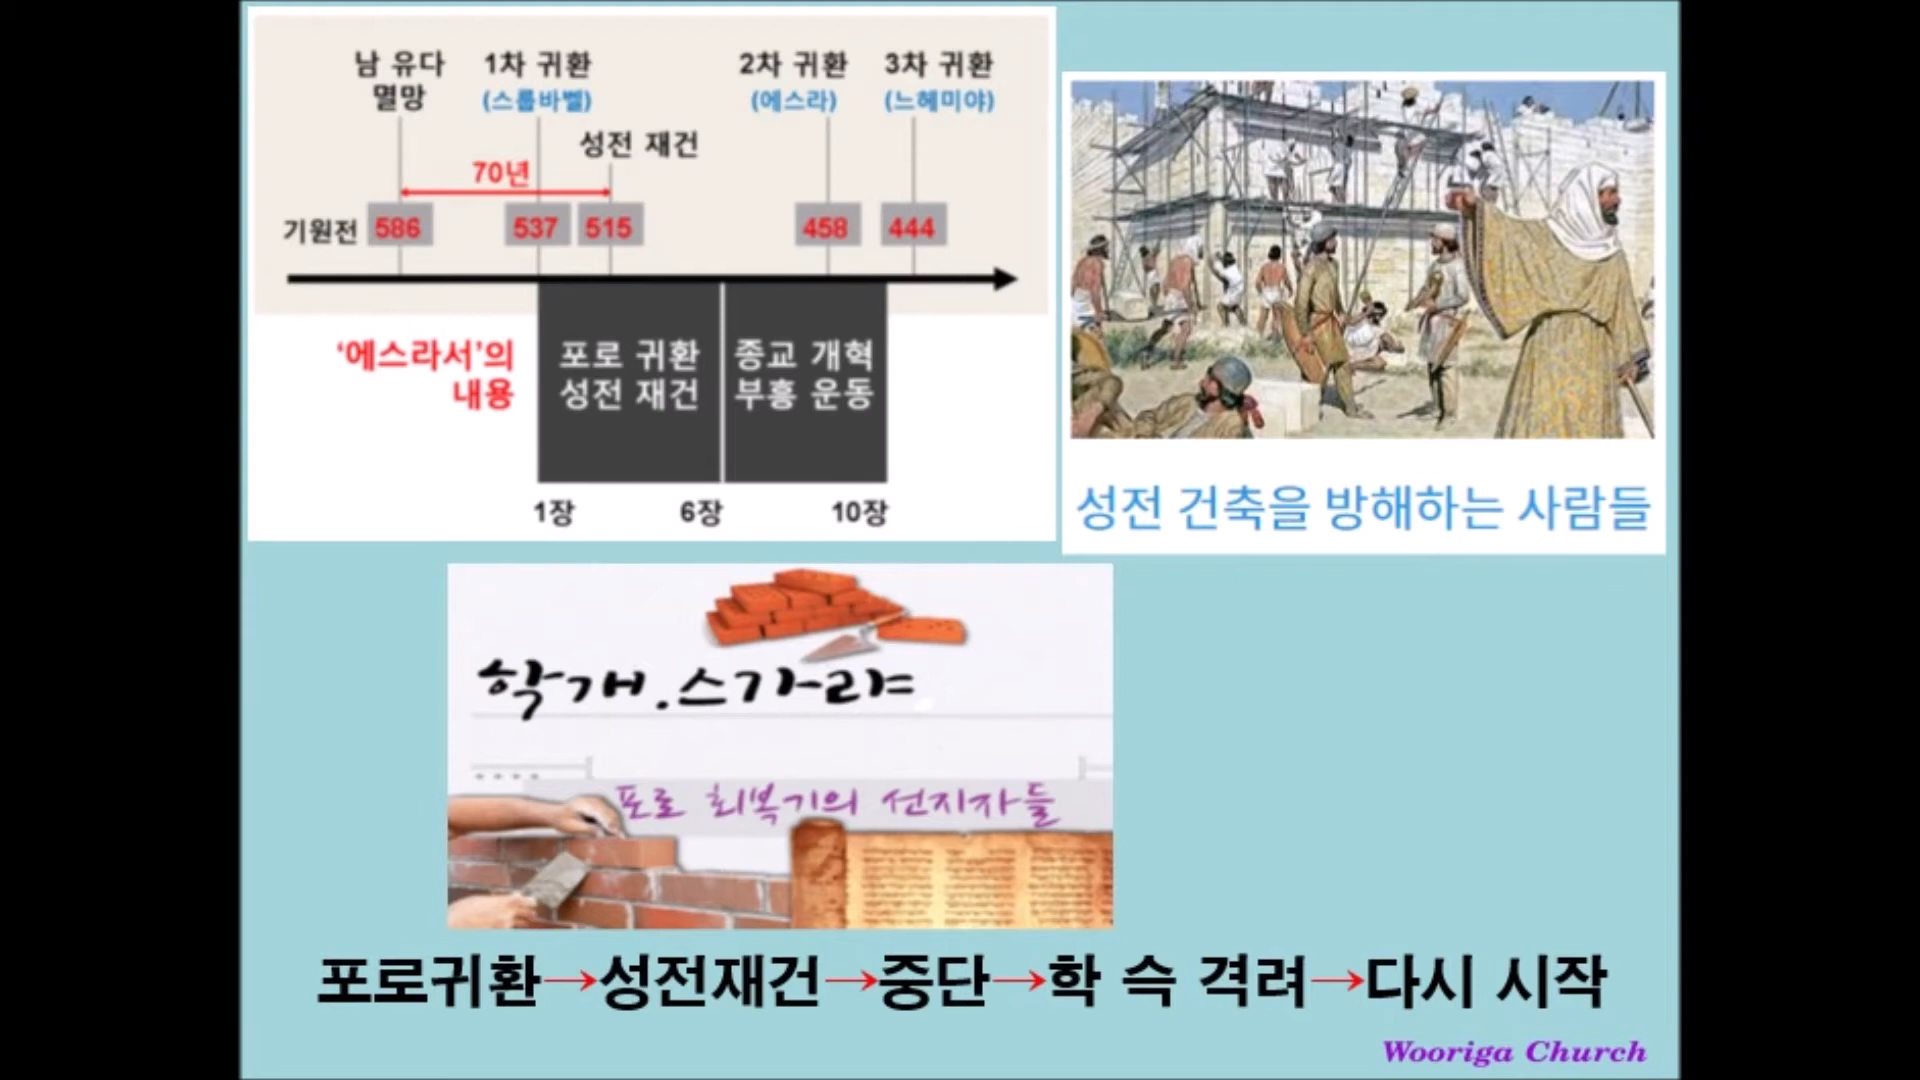 남 유다
멸망
1차 귀환
(스룹바벨)
2차 귀환
(에스라)
3차 귀환
(느헤미야)
성전 재건
70년
기원전 586 537 515 458 444
‘에스라서’의
내용
포로 귀환
성전 재건
종교 개혁
부흥 운동
1장 6장 10장
성전 건축을 방해하는 사람들
학개.스가랴
포로 회복기의 선지자들
포로귀환→성전재건→중단→학 슥 격려→다시 시작
Wooriga Church